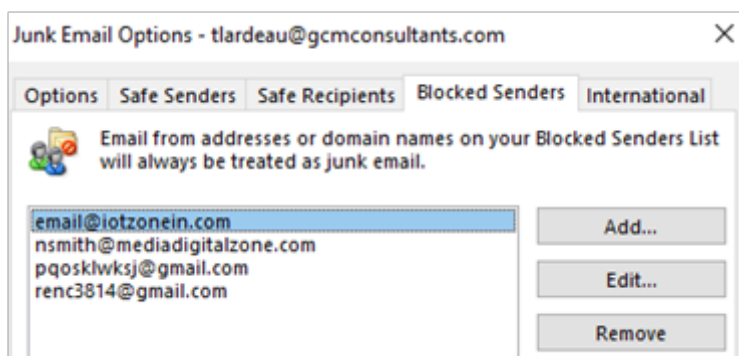 Junk Email Options - tlardeau@gcmconsultants.com
Options Safe Senders Safe Recipients Blocked Senders International
Email from addresses or domain names on your Blocked Senders List
will always be treated as junk email.
email@iotzonein.com
Add...
nsmith@mediadigitalzone.com
pqosklwksj@gmail.com
Edit...
renc3814@gmail.com
Remove